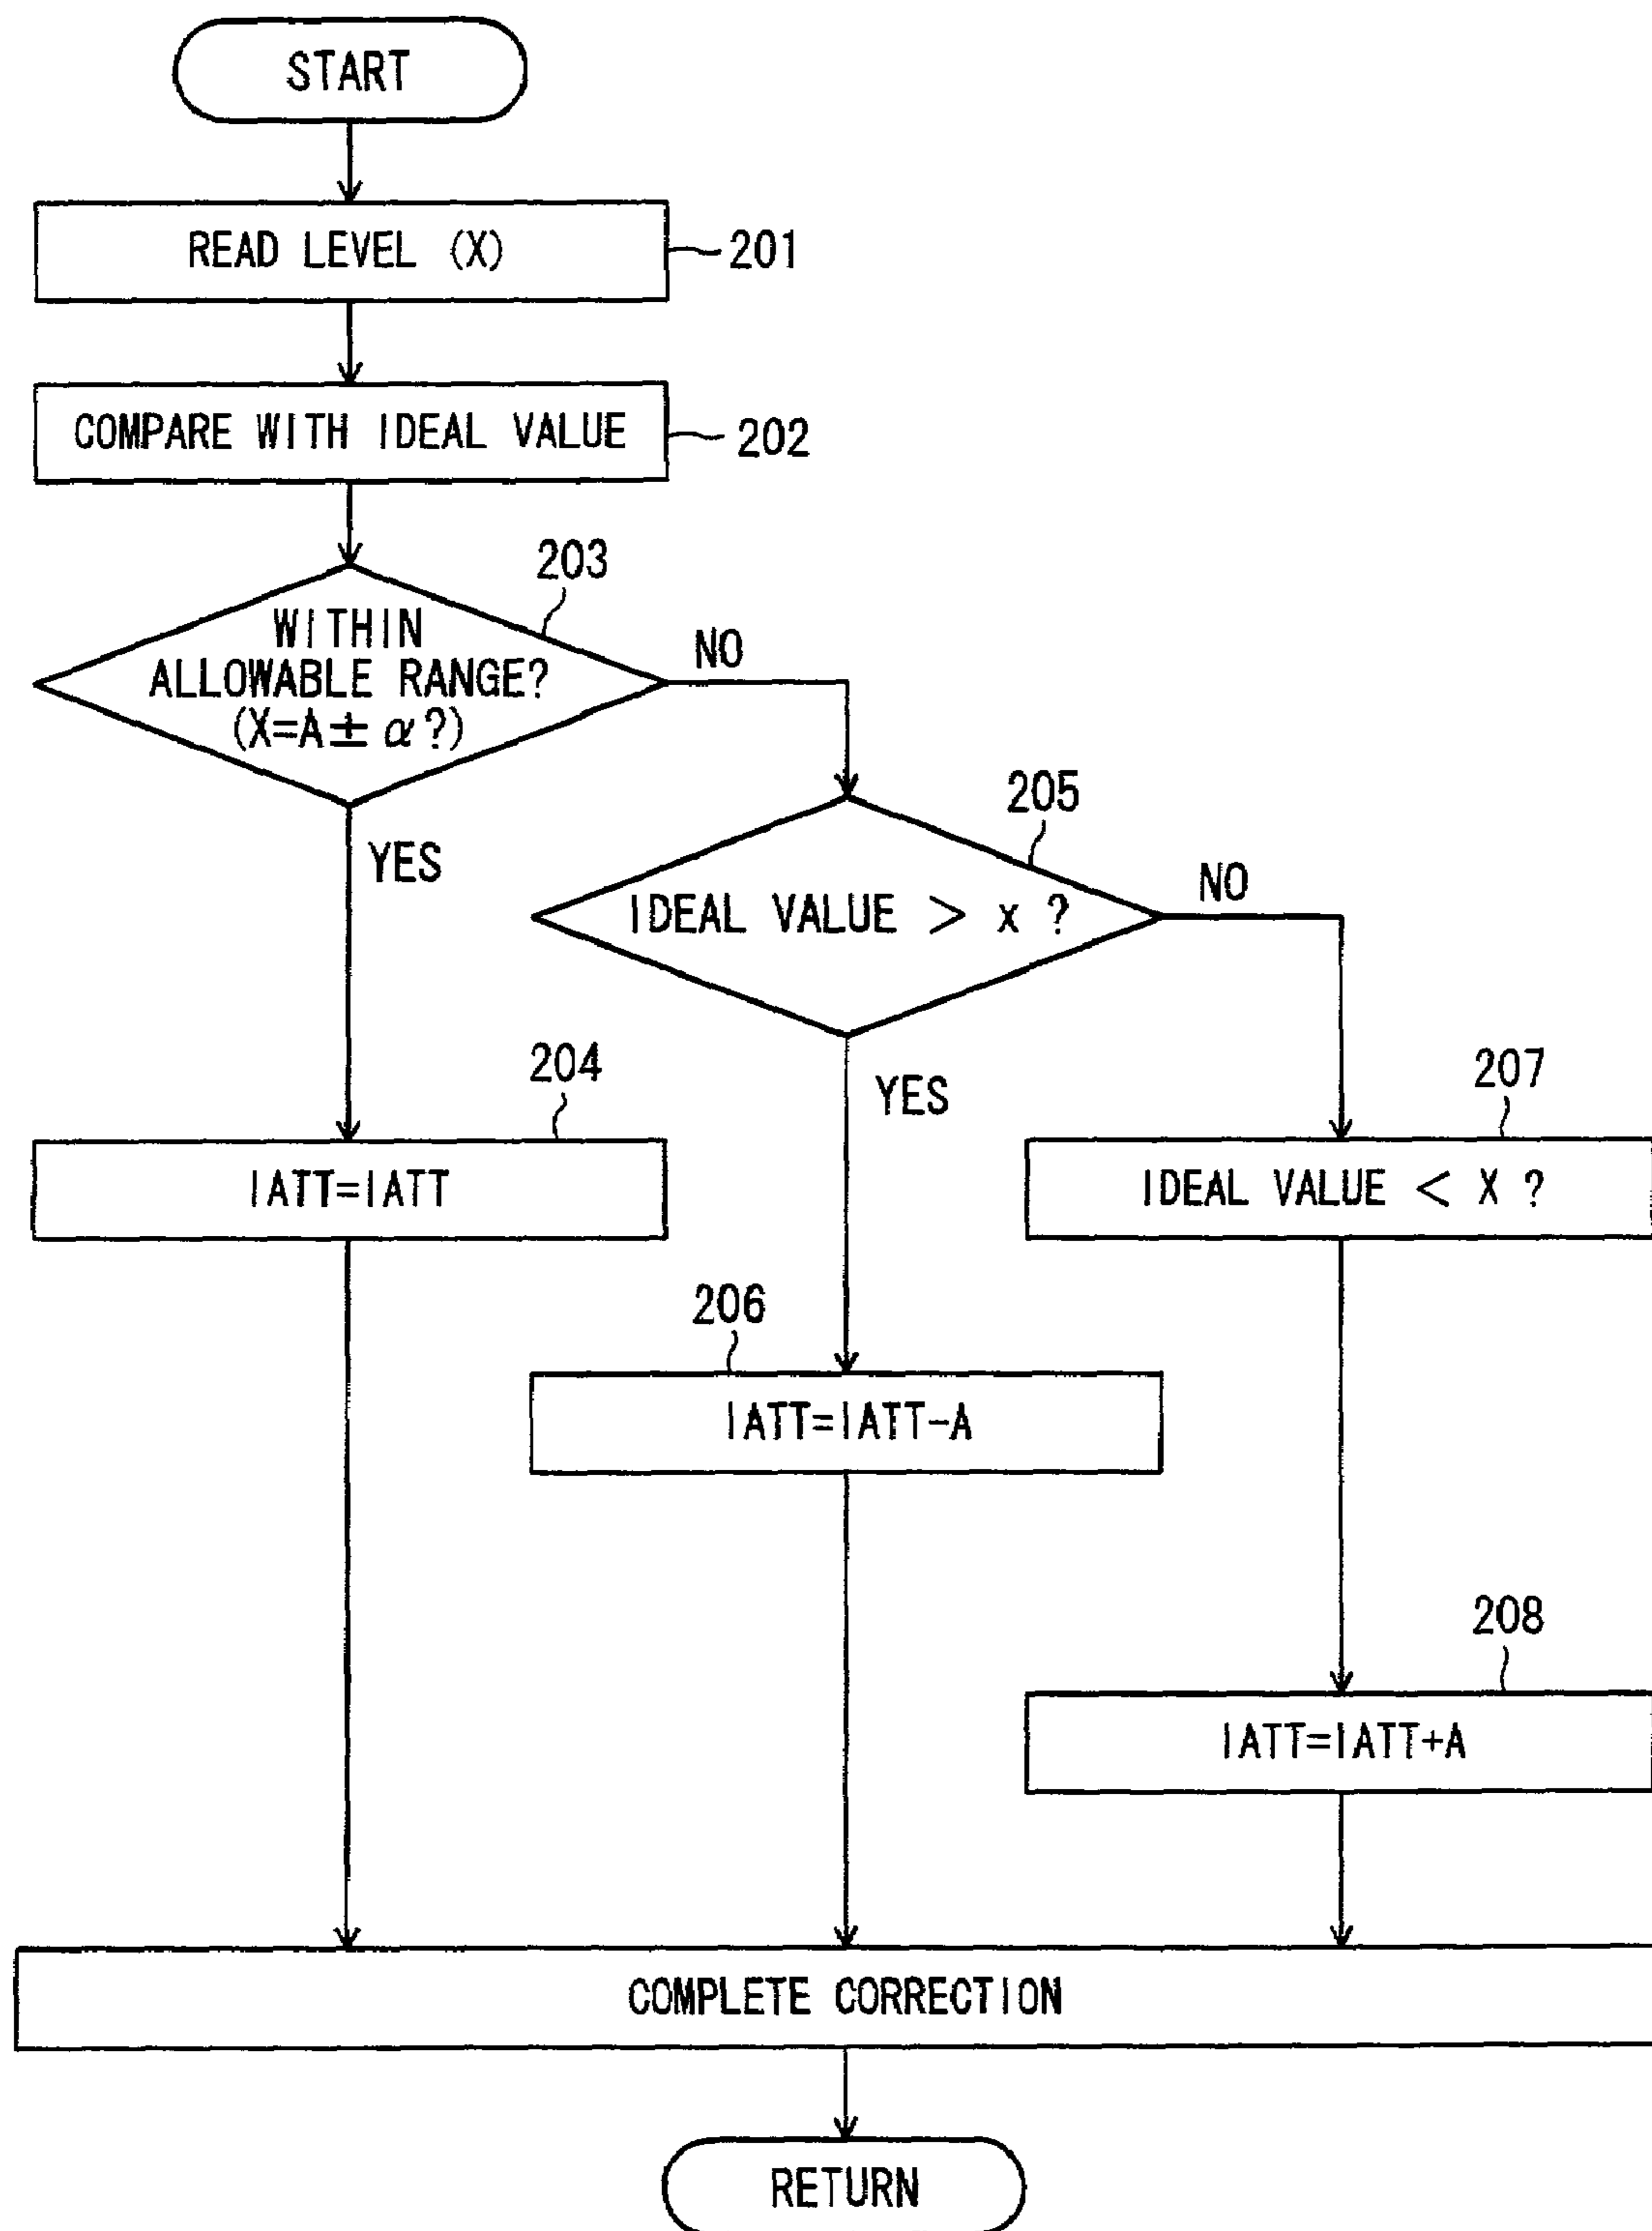 START
READ LEVEL (X)
201
COMPARE WITH IDEAL VALUE
202
203
WITHIN
ALLOWABLE RANGE?
(X=A± α?)
NO
YES
205
IDEAL VALUE > x ?
NO
YES
204
IATT=IATT
207
IDEAL VALUE < X ?
206
IATT=IATT-A
208
IATT=IATT+A
COMPLETE CORRECTION
RETURN